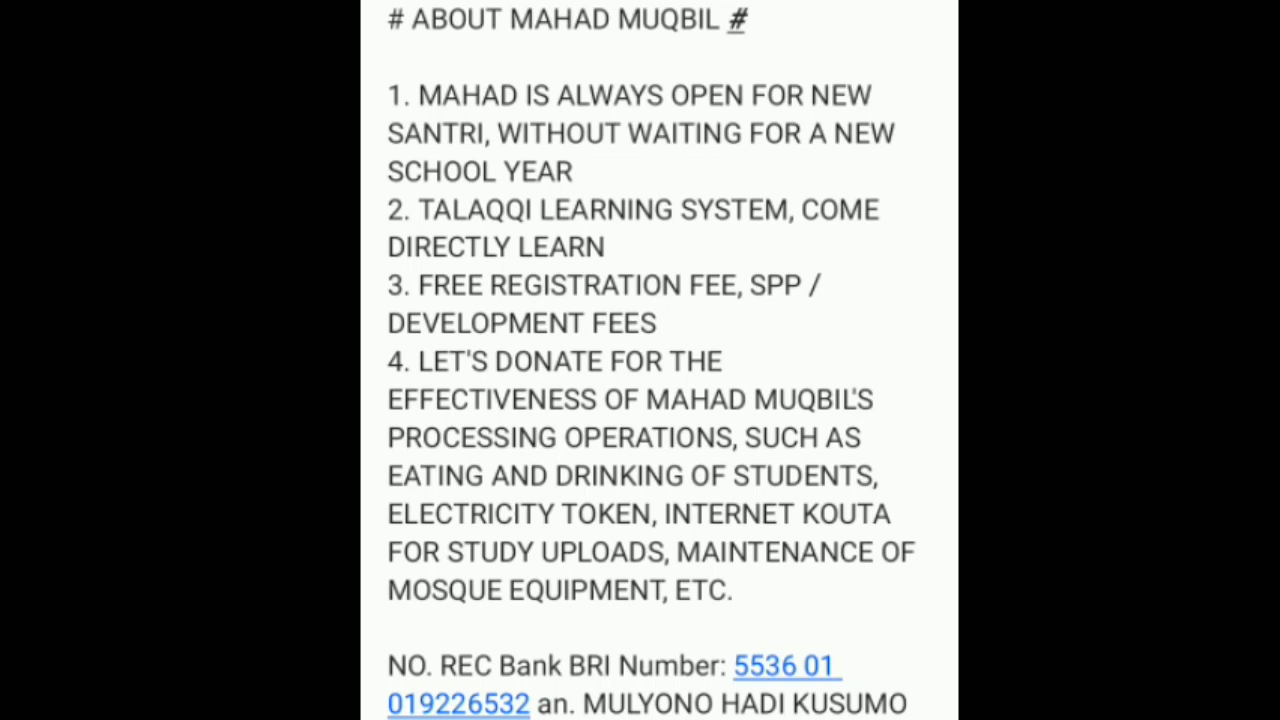 # ABOUT MAHAD MUQBIL #
1. MAHAD IS ALWAYS OPEN FOR NEW
SANTRI, WITHOUT WAITING FOR A NEW
SCHOOL YEAR
2. TALAQQI LEARNING SYSTEM, COME
DIRECTLY LEARN
3. FREE REGISTRATION FEE, SPP /
DEVELOPMENT FEES
4. LET'S DONATE FOR THE
EFFECTIVENESS OF MAHAD MUQBIL'S
PROCESSING OPERATIONS, SUCH AS
EATING AND DRINKING OF STUDENTS,
ELECTRICITY TOKEN, INTERNET KOUTA
FOR STUDY UPLOADS, MAINTENANCE OF
MOSQUE EQUIPMENT, ETC.
NO. REC Bank BRI Number: 5536 01
019226532 an. MULYONO HADI KUSUMO